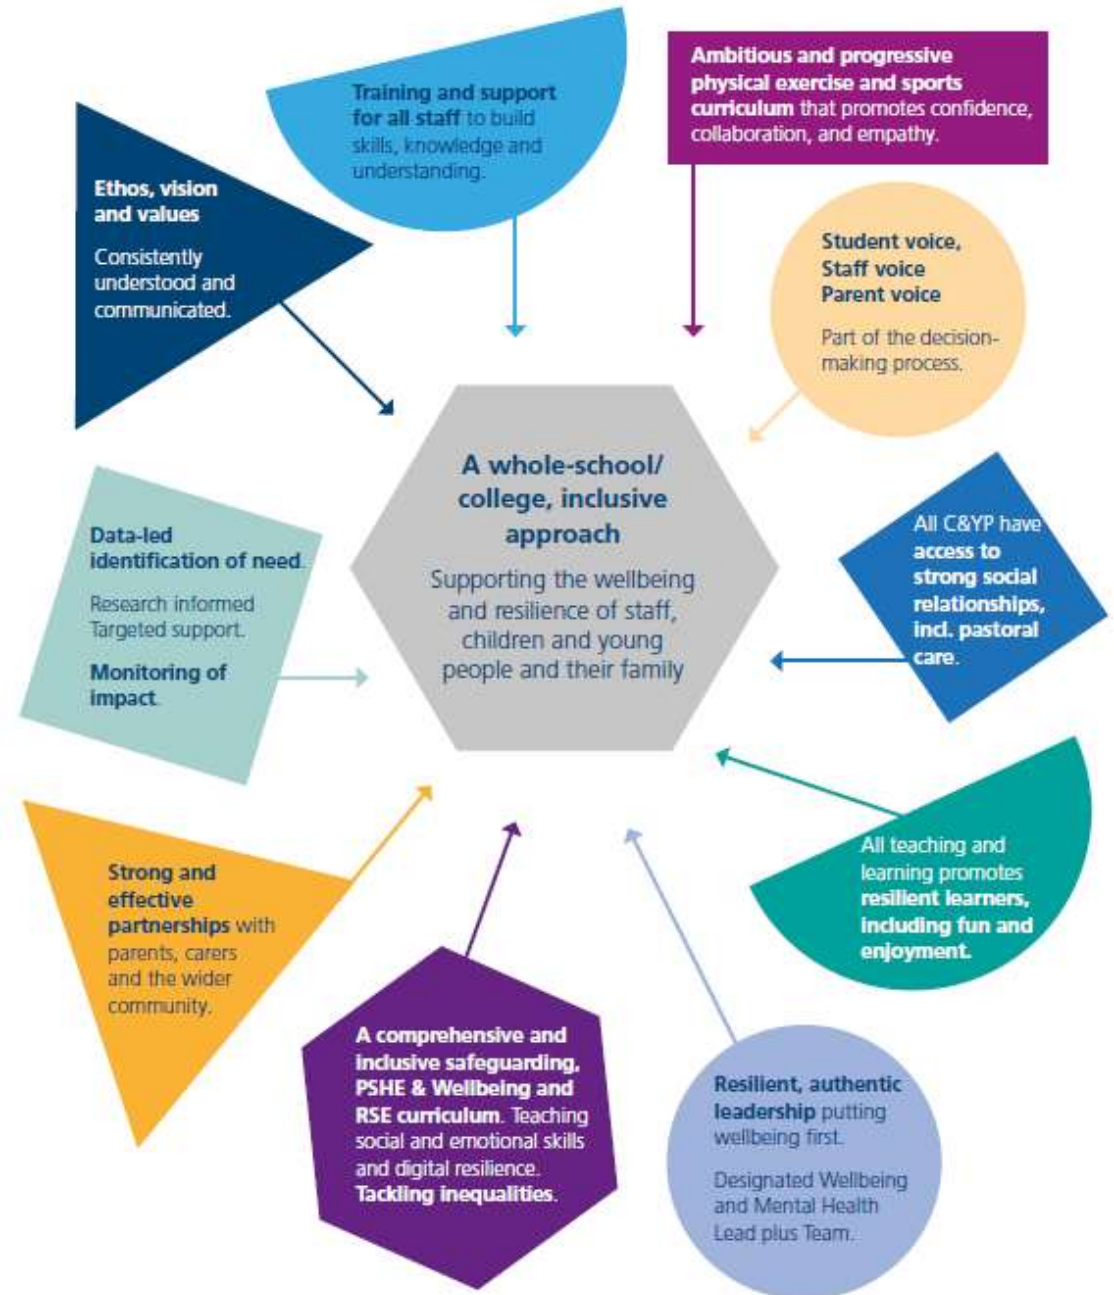 Training and support
for all staff to build
skills, knowledge and
understanding.
Ambitious and progressive
physical exercise and sports
curriculum that promotes confidence,
collaboration, and empathy.
Ethos, vision
and values
Consistently
understood and
communicated.
Student voice,
Staff voice
Parent voice
Part of the decision-
making process.
A whole-school/
college, inclusive
approach
Supporting the wellbeing
and resilience of staff,
children and young
people and their family
Data-led
identification of need.
Research informed
Targeted support.
Monitoring of
impact.
All C&YP have
access to
strong social
relationships,
incl. pastoral
care.
Strong and
effective
partnerships with
parents, carers
and the wider
community.
All teaching and
learning promotes
resilient learners,
including fun and
enjoyment.
A comprehensive and
inclusive safeguarding,
PSHE & Wellbeing and
RSE curriculum. Teaching
social and emotional skills
and digital resilience.
Tackling inequalities.
Resilient, authentic
leadership putting
wellbeing first.
Designated Wellbeing
and Mental Health
Lead plus Team.